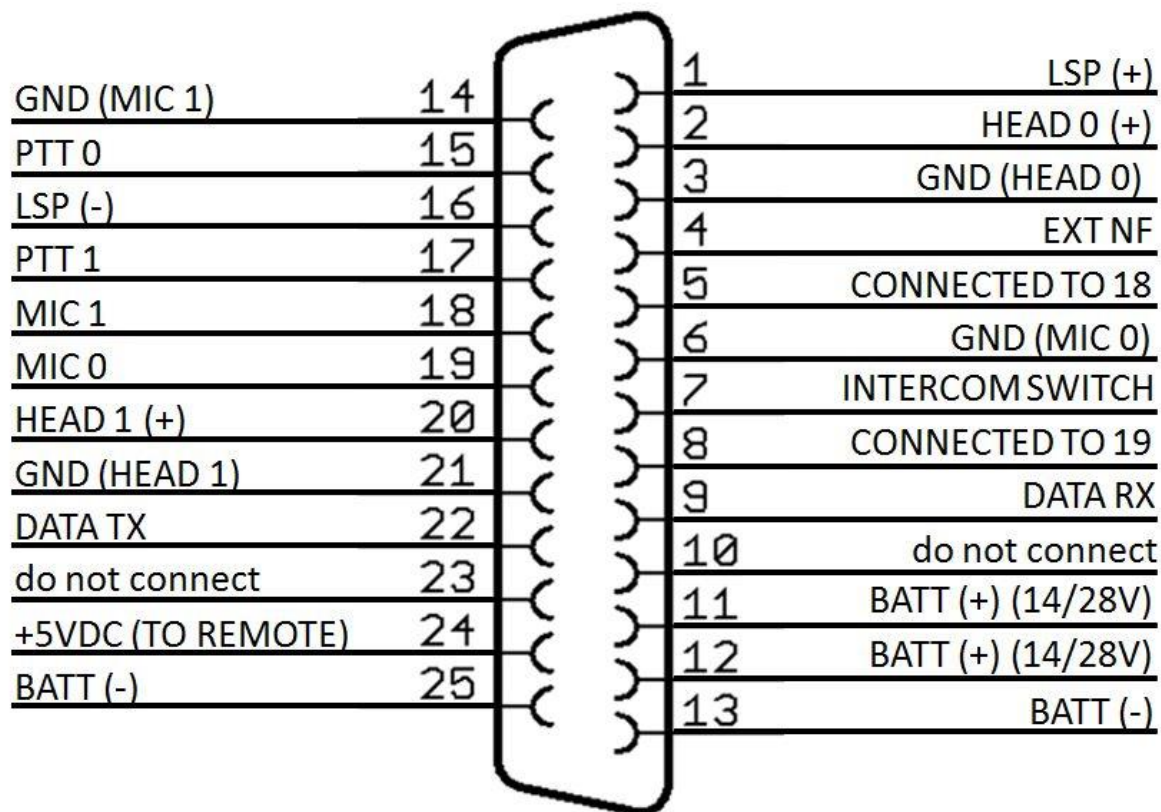 GND (MIC 1) 14
PTT 0 15
LSP (-) 16
PTT 1 17
MIC 1 18
MIC 0 19
HEAD 1 (+) 20
GND (HEAD 1) 21
DATA TX 22
do not connect 23
+5VDC (TO REMOTE) 24
BATT (-) 25
1 LSP (+)
2 HEAD 0 (+)
3 GND (HEAD 0)
4 EXT NF
5 CONNECTED TO 18
6 GND (MIC 0)
7 INTERCOM SWITCH
8 CONNECTED TO 19
9 DATA RX
10 do not connect
11 BATT (+) (14/28V)
12 BATT (+) (14/28V)
13 BATT (-)